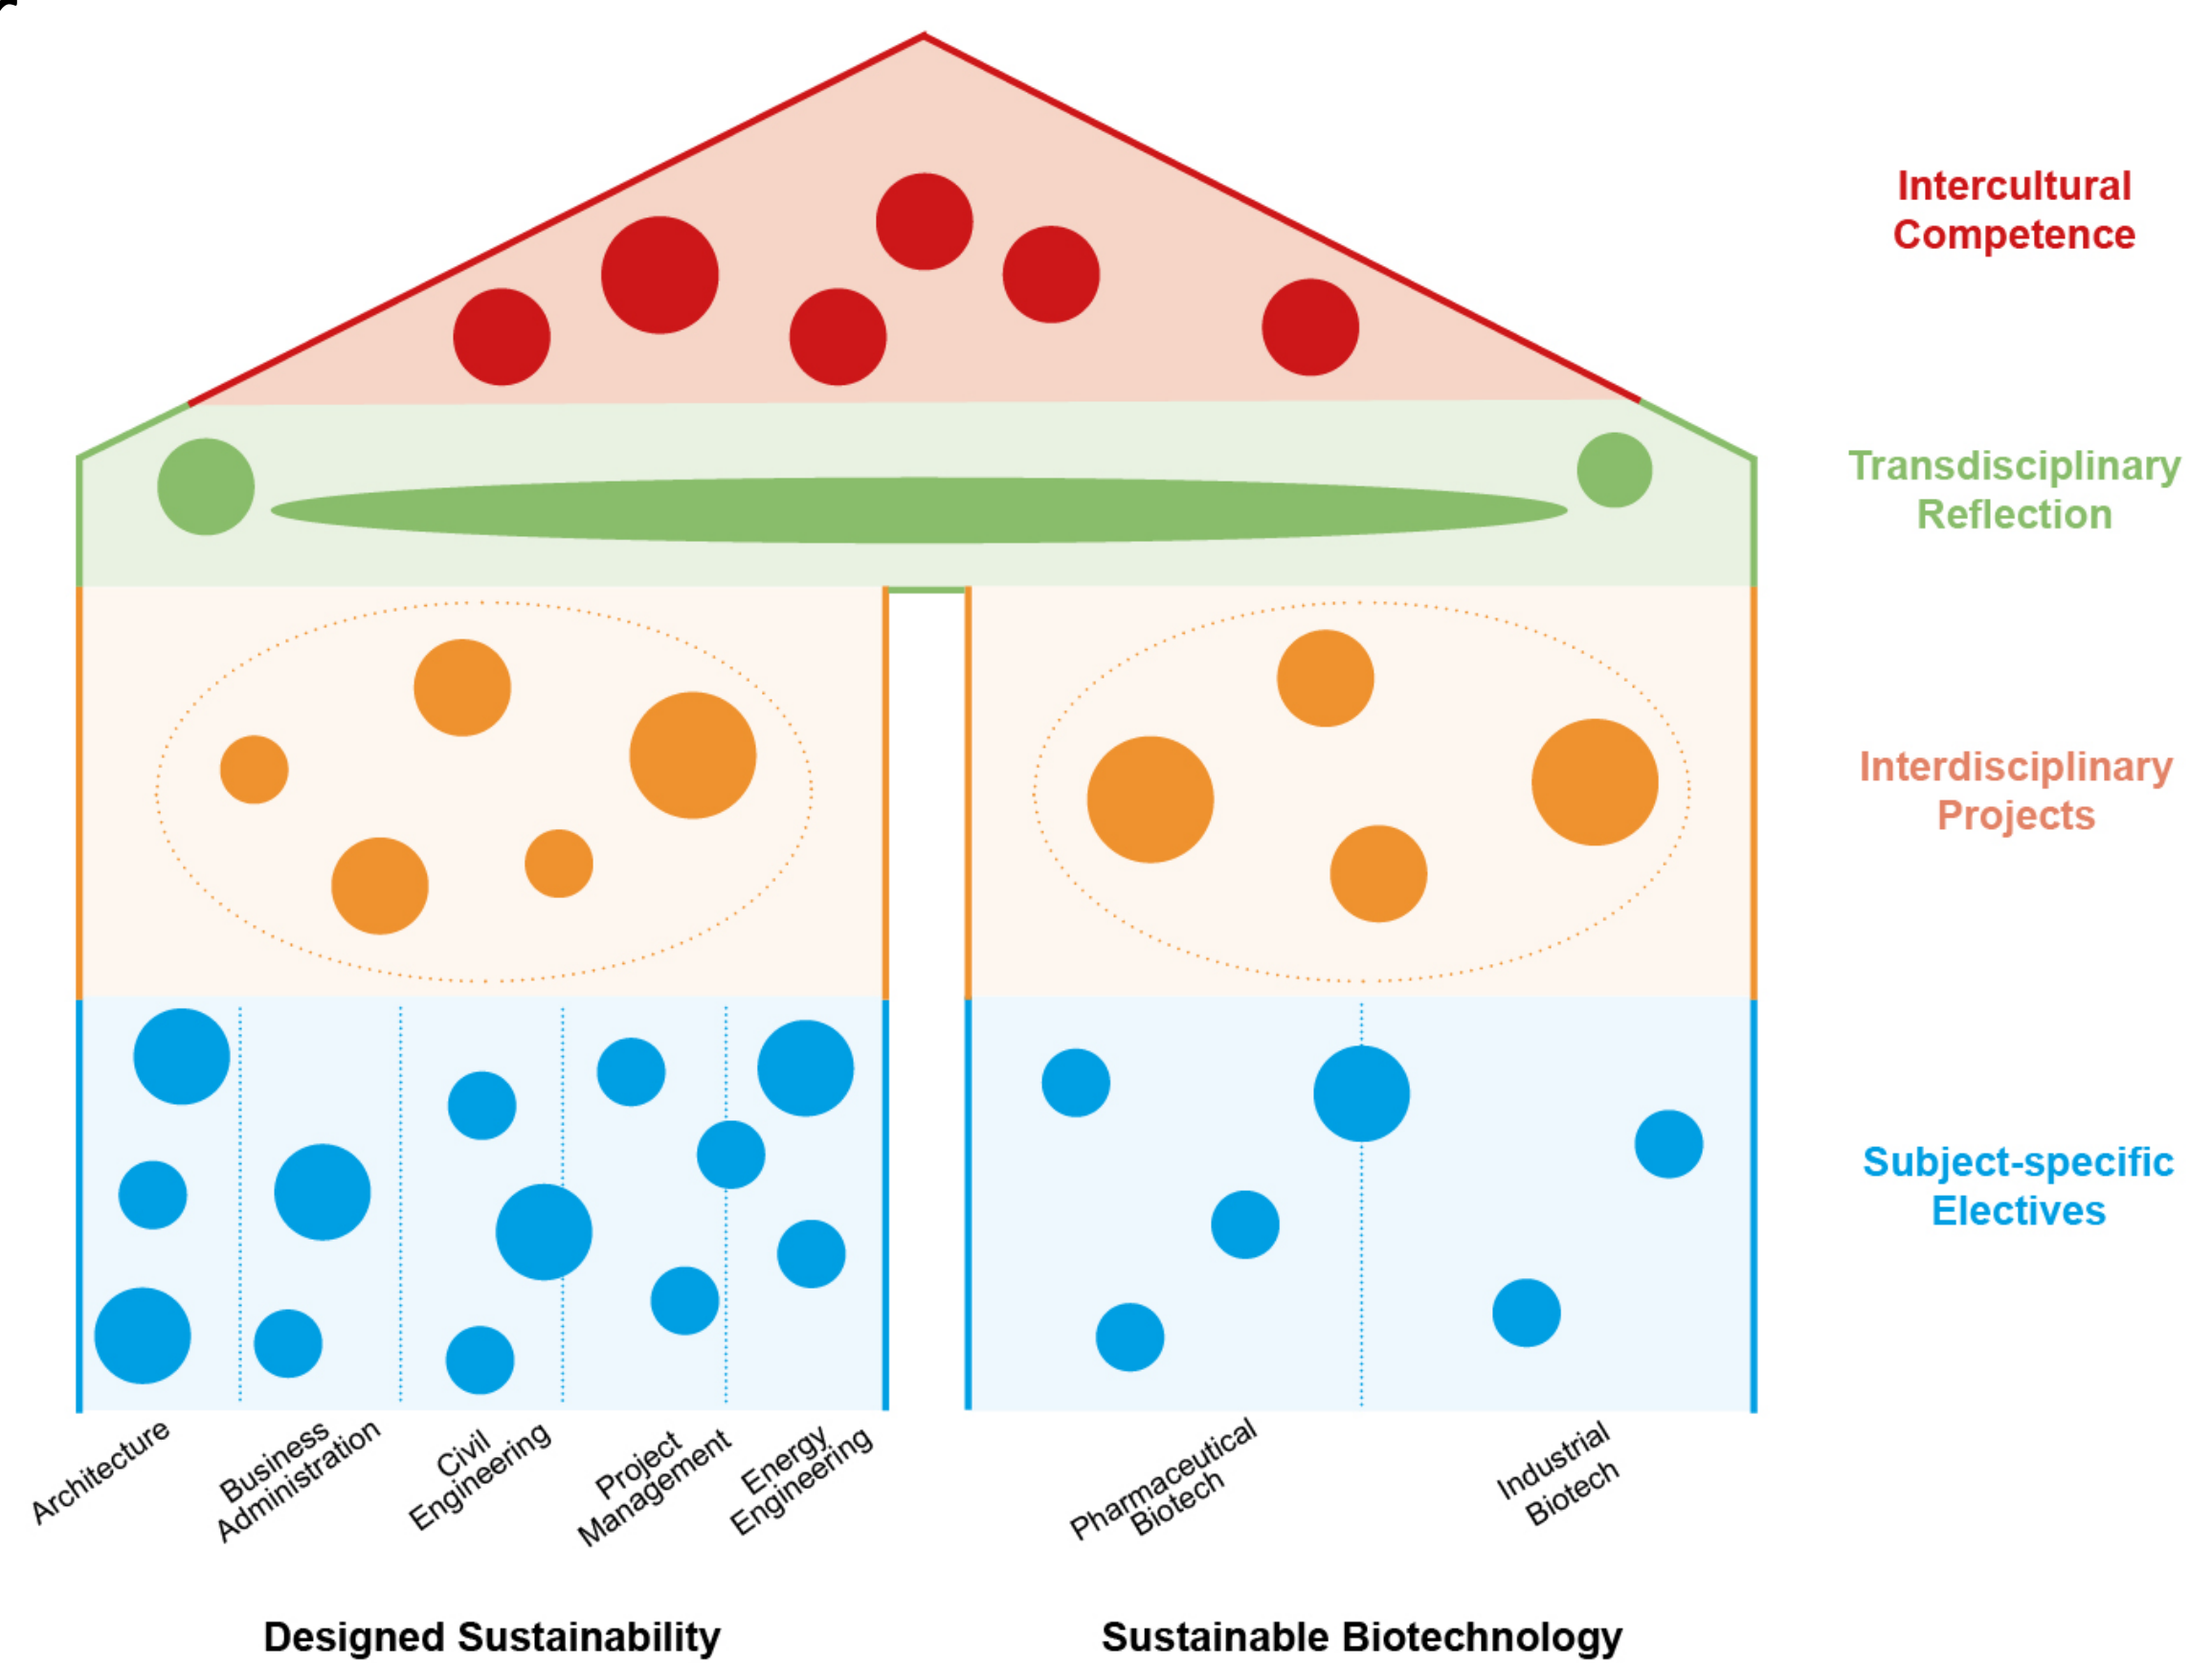 Intercultural
Competence
Transdisciplinary
Reflection
Interdisciplinary
Projects
Subject-specific
Electives
Architecture
Business
Administration
Civil
Engineering
Project
Management
Energy
Engineering
Pharmaceutical
Biotech
Industrial
Biotech
Designed Sustainability
Sustainable Biotechnology